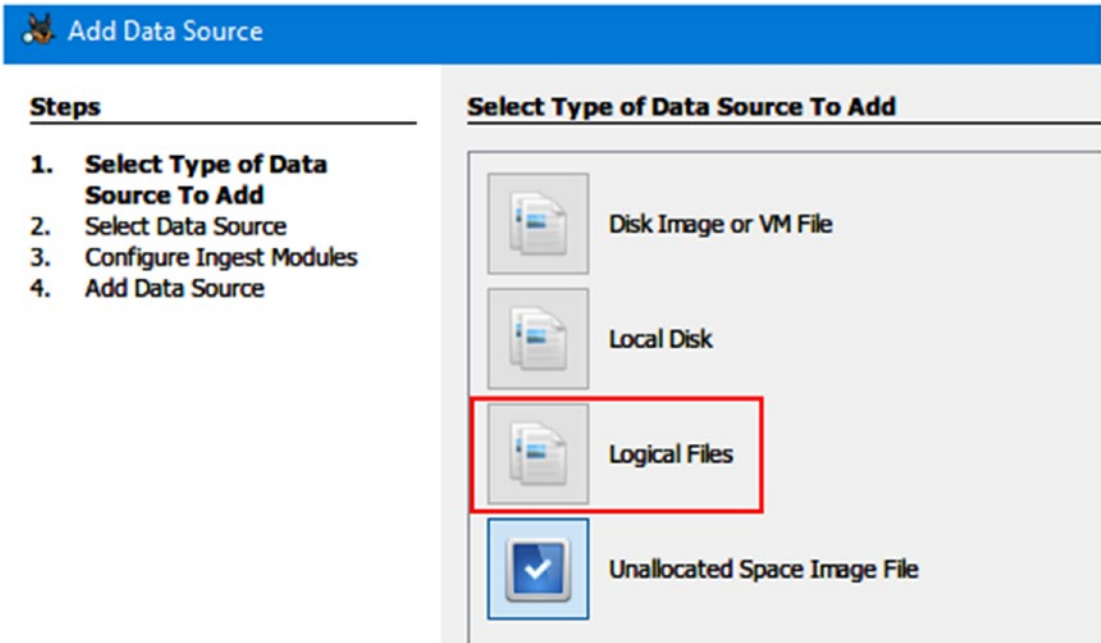 Add Data Source
Steps
1. Select Type of Data
Source To Add
2. Select Data Source
3. Configure Ingest Modules
4. Add Data Source
Select Type of Data Source To Add
Disk Image or VM File
Local Disk
Logical Files
Unallocated Space Image File